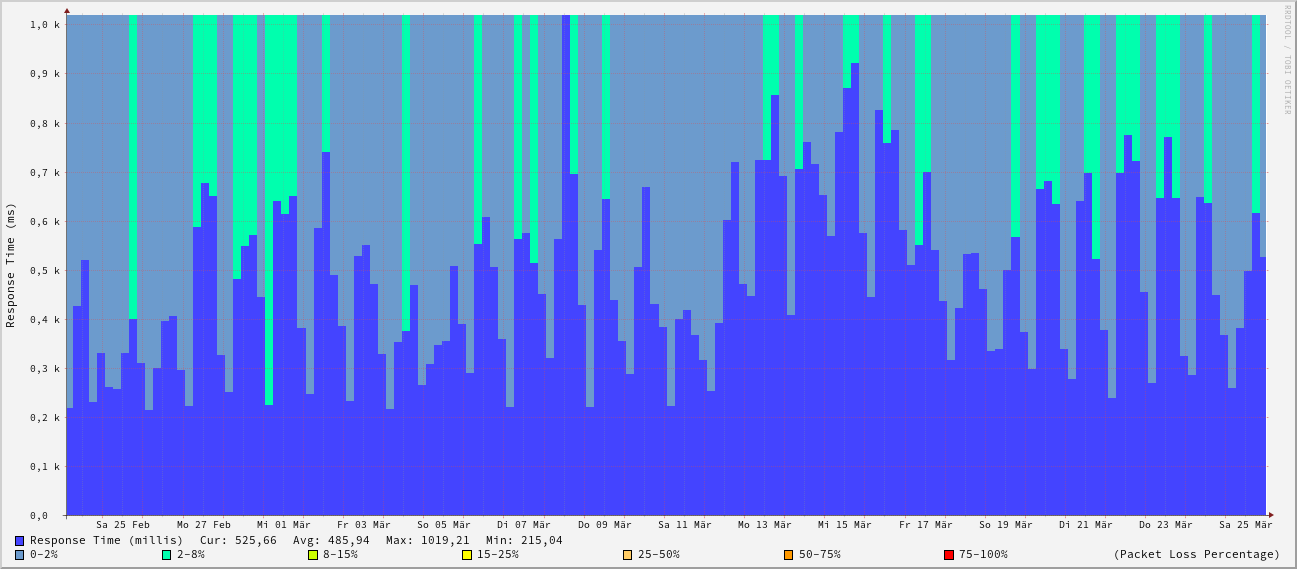 RRDTOOL / TOBI OETIKER
Response Time (ms)
1,0 k
0,9 k
0,8 k
0,7 k
0,6 k
0,5 k
0,4 k
0,3 k
0,2 k
0,1 k
0,0
Sa 25 Feb Mo 27 Feb Mi 01 Mär Fr 03 Mär So 05 Mär Di 07 Mär Do 09 Mär Sa 11 Mär Mo 13 Mär Mi 15 Mär Fr 17 Mär So 19 Mär Di 21 Mär Do 23 Mär Sa 25 Mär
Response Time (millis) Cur: 525,66 Avg: 485,94 Max: 1019,21 Min: 215,04
0-2% 2-8% 8-15% 15-25% 25-50% 50-75% 75-100% (Packet Loss Percentage)